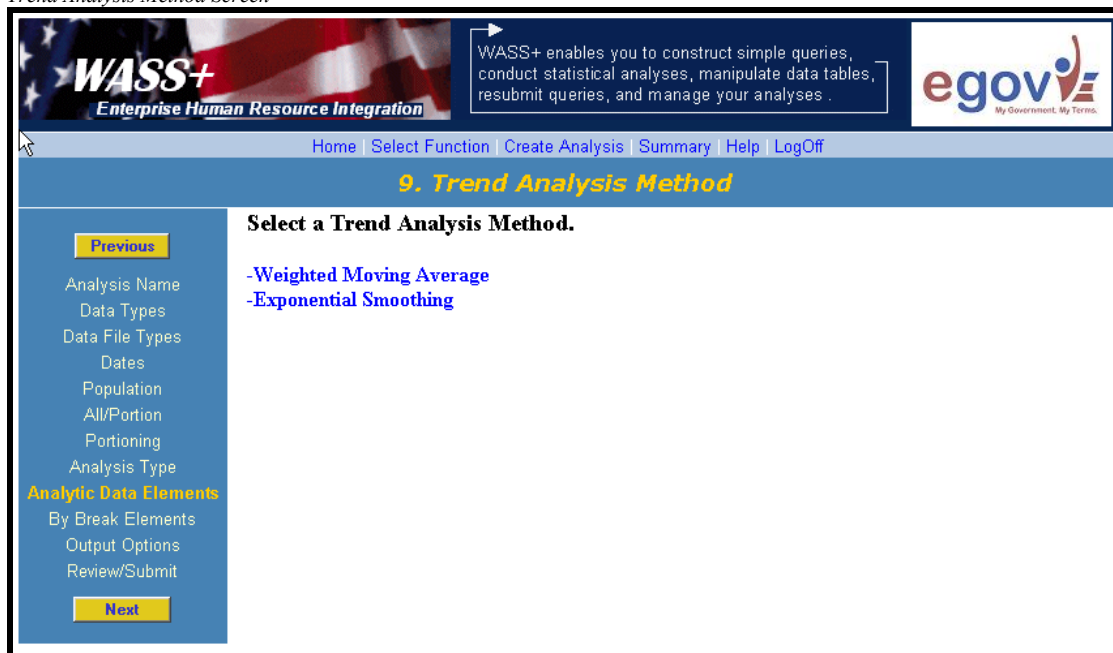 Trend Analysis Method Screen
WASS+
Enterprise Human Resource Integration
WASS+ enables you to construct simple queries,
conduct statistical analyses, manipulate data tables,
resubmit queries, and manage your analyses .
egov
My Government. My Terms.
Home | Select Function | Create Analysis | Summary | Help | LogOff
9. Trend Analysis Method
Previous
Analysis Name
Data Types
Data File Types
Dates
Population
All/Portion
Portioning
Analysis Type
Analytic Data Elements
By Break Elements
Output Options
Review/Submit
Next
Select a Trend Analysis Method.
-Weighted Moving Average
-Exponential Smoothing